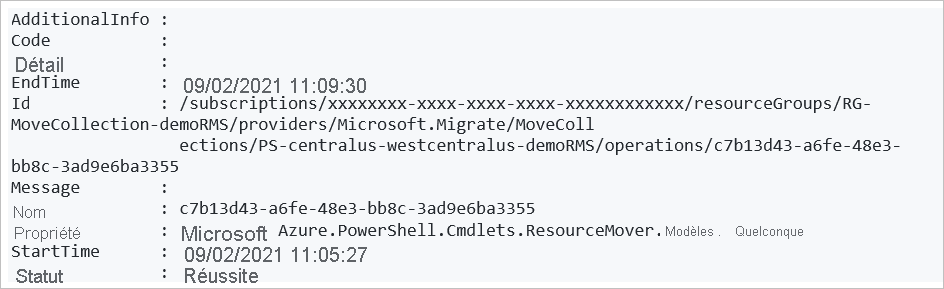 AdditionalInfo :
Code :
Détail :
EndTime : 09/02/2021 11:09:30
Id : /subscriptions/xxxxxxxx-xxxx-xxxx-xxxx-xxxxxxxxxxxx/resourceGroups/RG-
MoveCollection-demoRMS/providers/Microsoft.Migrate/MoveColl
ections/PS-centralus-westcentralus-demoRMS/operations/c7b13d43-a6fe-48e3-
bb8c-3ad9e6ba3355
Message :
Nom : c7b13d43-a6fe-48e3-bb8c-3ad9e6ba3355
Propriété : Microsoft Azure.PowerShell.Cmdlets.ResourceMover.Modèles . Quelconque
StartTime : 09/02/2021 11:05:27
Statut : Réussite